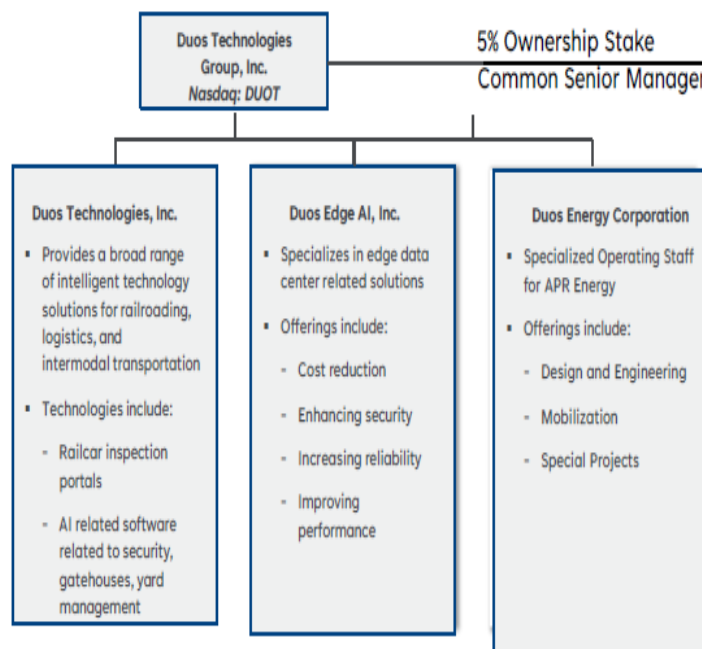 Duos Technologies
Group, Inc.
Nasdaq: DUOT
5% Ownership Stake
Common Senior Manager
Duos Technologies, Inc.
▪ Provides a broad range
of intelligent technology
solutions for railroading,
logistics, and
intermodal transportation
▪ Technologies include:
- Railcar inspection
portals
- AI related software
related to security,
gatehouses, yard
management
Duos Edge AI, Inc.
▪ Specializes in edge data
center related solutions
▪ Offerings include:
- Cost reduction
- Enhancing security
- Increasing reliability
- Improving
performance
Duos Energy Corporation
▪ Specialized Operating Staff
for APR Energy
▪ Offerings include:
- Design and Engineering
- Mobilization
- Special Projects